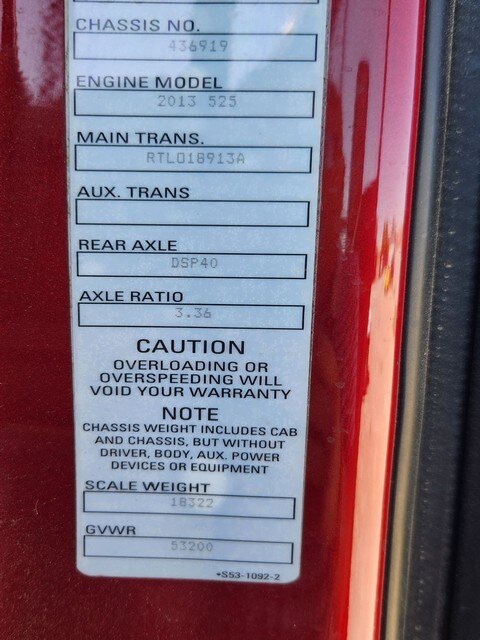 CHASSIS NO.
436919
ENGINE MODEL
2013 525
MAIN TRANS.
RTLO18913A
AUX. TRANS
REAR AXLE
DSP40
AXLE RATIO
3.36
CAUTION
OVERLOADING OR
OVERSPEEDING WILL
VOID YOUR WARRANTY
NOTE
CHASSIS WEIGHT INCLUDES CAB
AND CHASSIS, BUT WITHOUT
DRIVER, BODY, AUX. POWER
DEVICES OR EQUIPMENT
SCALE WEIGHT
18322
GVWR
53200
*S53-1092-2